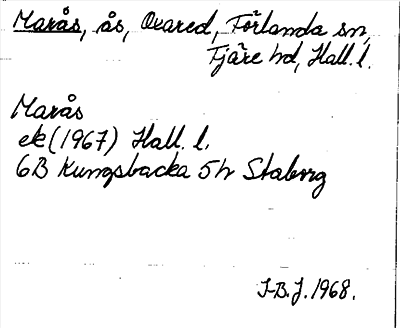 Marås, ås, Oxared, Förlanda sn,
Fjäre hd, Hall. l.
Marås
ek (1967) Hall. l.
6B Kungsbacka 5h Staberg
I-B.J. 1968.